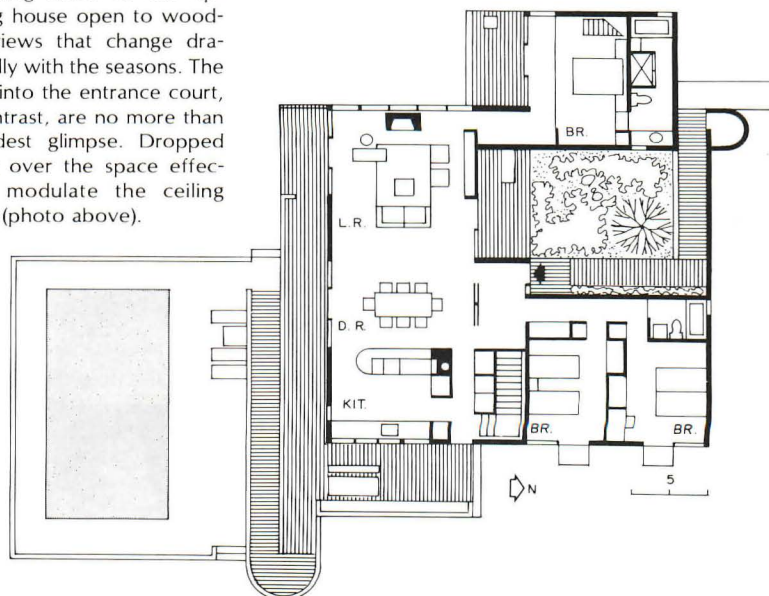 g house open to wood-
views that change dra-
lly with the seasons. The
into the entrance court,
ntrast, are no more than
dest glimpse. Dropped
over the space effec-
modulate the ceiling
(photo above).
BR.
L.R.
D.R.
KIT.
BR.
BR.
N
5